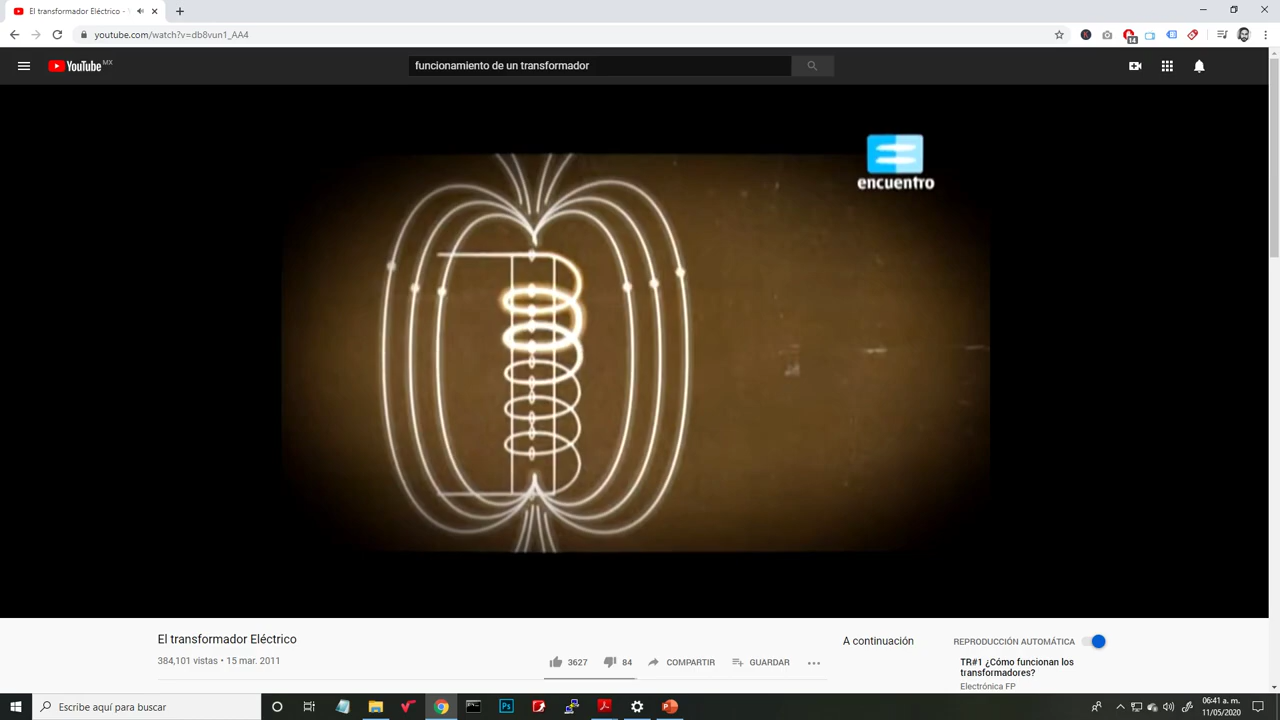 El transformador Eléctrico - 
youtube.com/watch?v=db8vun1_AA4
14
YouTube MX
funcionamiento de un transformador
encuentro
El transformador Eléctrico
384,101 vistas • 15 mar. 2011
3627
84
COMPARTIR
GUARDAR
A continuación
REPRODUCCIÓN AUTOMÁTICA
TR#1 ¿Cómo funcionan los
transformadores?
Electrónica FP
Escribe aquí para buscar
Ps
06:41 a. m.
11/05/2020